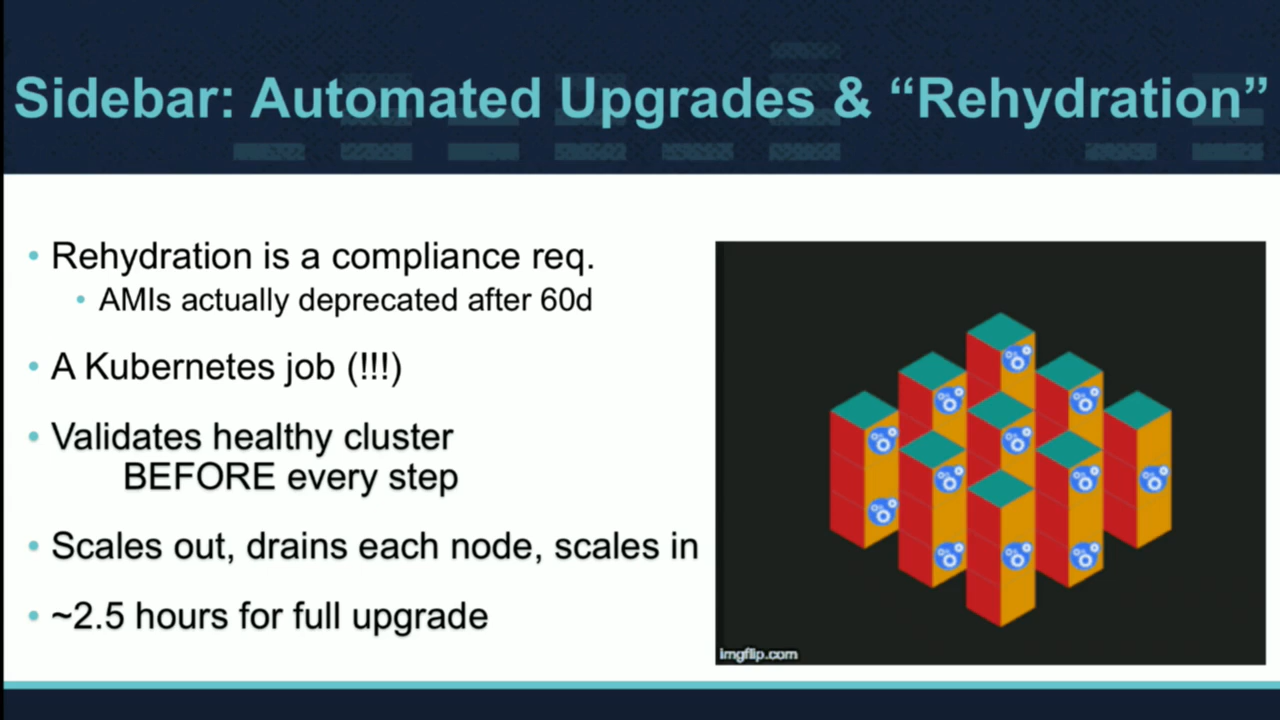 Sidebar: Automated Upgrades & “Rehydration”
• Rehydration is a compliance req.
• AMIs actually deprecated after 60d
• A Kubernetes job (!!!)
• Validates healthy cluster
BEFORE every step
• Scales out, drains each node, scales in
• ~2.5 hours for full upgrade
imgflip.com